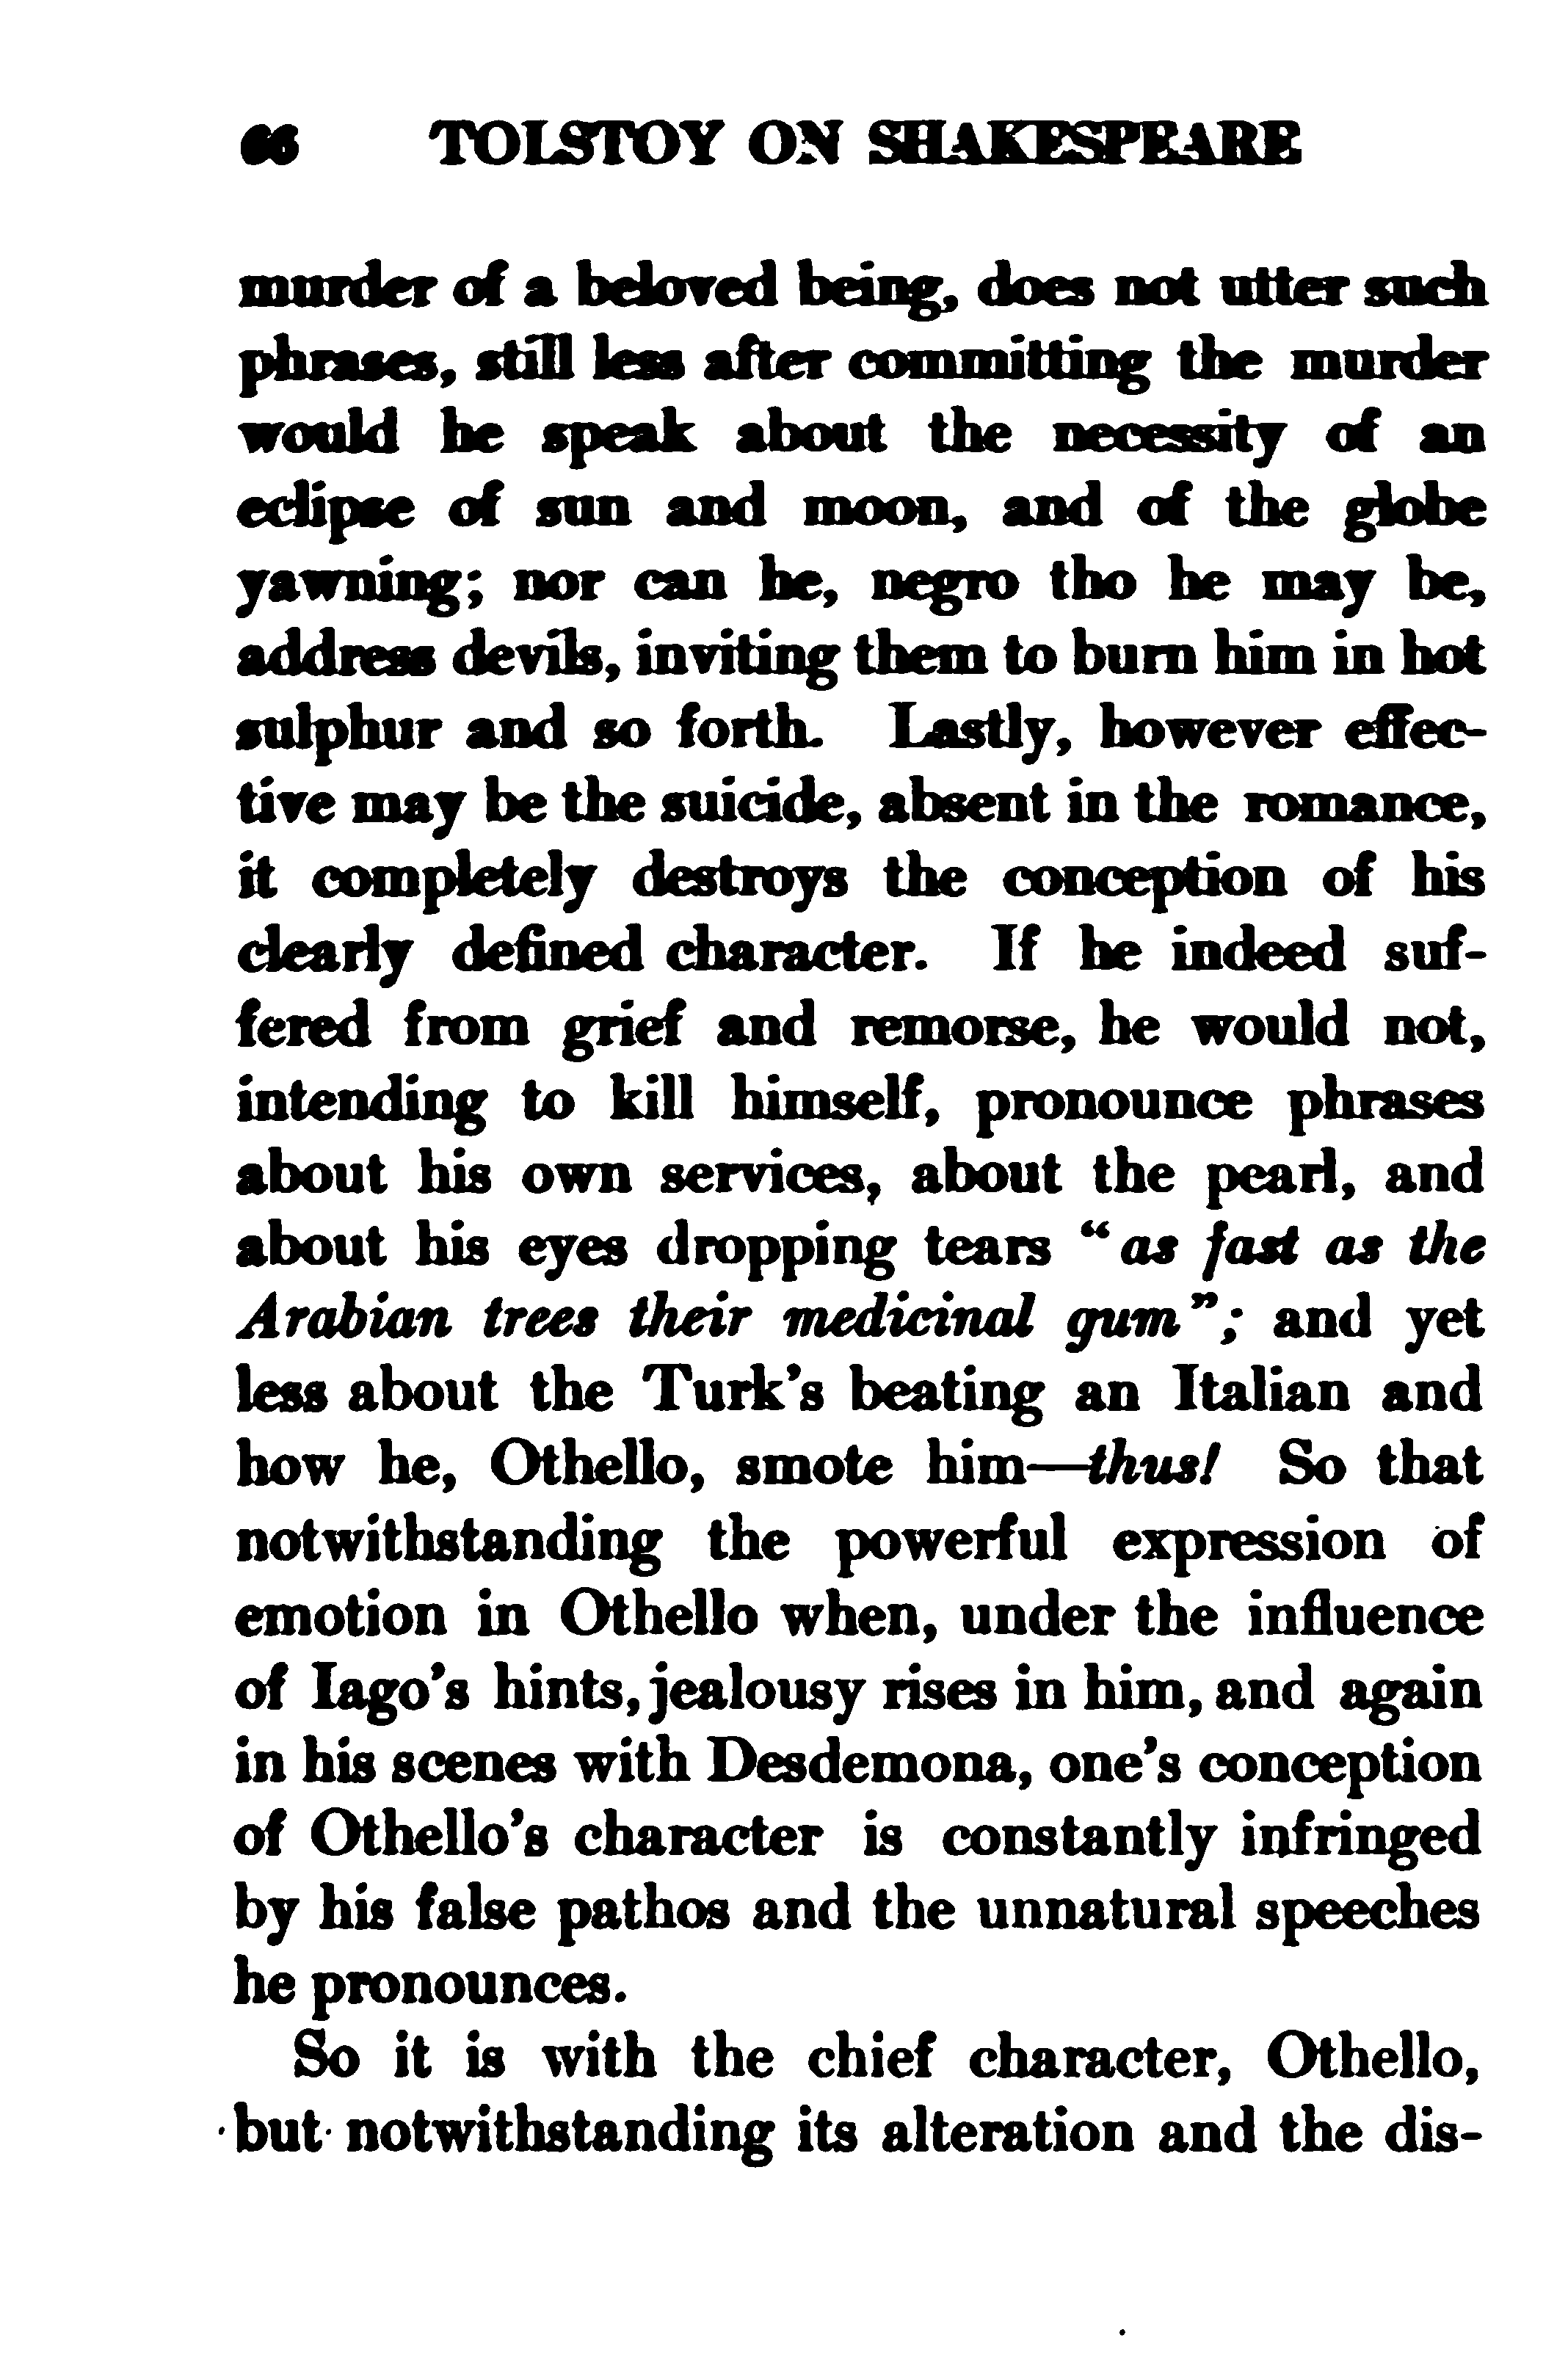 66 TOLSTOY ON SHAKESPEARE
murder of a beloved being, does not utter such
phrases, still less after committing the murder
would he speak about the necessity of an
eclipse of sun and moon, and of the globe
yawning; nor can he, negro tho he may be,
address devils, inviting them to burn him in hot
sulphur and so forth. Lastly, however effec-
tive may be the suicide, absent in the romance,
it completely destroys the conception of his
clearly defined character. If he indeed suf-
fered from grief and remorse, he would not,
intending to kill himself, pronounce phrases
about his own services, about the pearl, and
about his eyes dropping tears "as fast as the
Arabian trees their medicinal gum"; and yet
less about the Turk's beating an Italian and
how he, Othello, smote him—thus! So that
notwithstanding the powerful expression of
emotion in Othello when, under the influence
of Iago's hints, jealousy rises in him, and again
in his scenes with Desdemona, one's conception
of Othello's character is constantly infringed
by his false pathos and the unnatural speeches
he pronounces.
So it is with the chief character, Othello,
but notwithstanding its alteration and the dis-